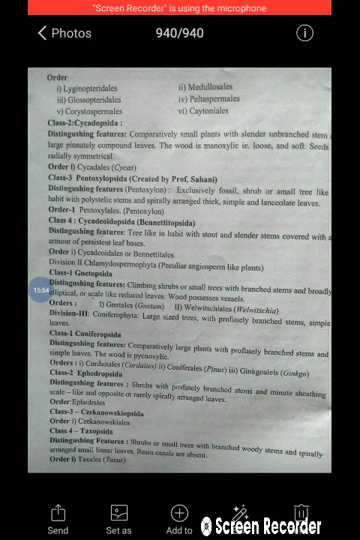 "Screen Recorder" is using the microphone
Photos
940/940
Order
i) Lyginopteridales ii) Medullosales
iii) Glossopteridales iv) Peltaspermales
v) Corystospermales vi) Caytoniales
Class-2:Cycadopsida :
Distingushing features: Comparatively small plants with slender unbranched stem
large pinnately compound leaves. The wood is manoxylic ie. loose, and soft. Seeds
radially symmetrical.
Order I) Cycadales (Cycas)
Class-3 Pentoxylopsida (Created by Prof. Sahani)
Distingushing features (Pentoxylon) : Exclusively fossil, shrub or small tree like
habit with polystelic stems and spirally arranged thick, simple and lanceolate leaves.
Order-1 Pentoxylales. (Pentoxylon)
Class 4 : Cycadeoidopsida (Bennettitopsida)
Distingushing features: Tree like in habit with stout and slender stems covered with a
armour of persistent leaf bases.
Order i) Cycadeoidales or Bennettitales
Division II Chlamydospermophyta (Peculiar angiosperm like plants)
Class-1 Gnetopsida
Distingushing features: Climbing shrubs or small trees with branched stems and broadly
elliptical, or scale like reduced leaves. Wood possesses vessels.
15:54
Orders : I) Gnetales (Gnetum) II) Welwitschiales (Welwitschia)
Division-III: Coniferophyta: Large sized trees, with profusely branched stems, simple
leaves.
Class-1 Coniferopsida
Distingushing features: Comparatively large plants with profusely branched stems and
simple leaves. The wood is pycnoxylic.
Orders : i) Cordaitales (Cordaites) ii) Coniferales (Pinus) iii) Ginkgoalels (Ginkgo)
Class-2 Ephedropsida
Distingushing features : Shrubs with profusely branched stems and minute sheathing
scale – like and opposite or rarely spirally arranged leaves.
Order Ephedrales
Class-3 – Czekanowskiopsida
Order i) Czekanowskiales
Class 4 – Taxopsida
Distingushing Features : Shrubs or small trees with branched woody stems and spirally
arranged small linear leaves. Resin canals are absent.
Order I) Taxales (Taxus)
Send Set as Add to
Screen Recorder